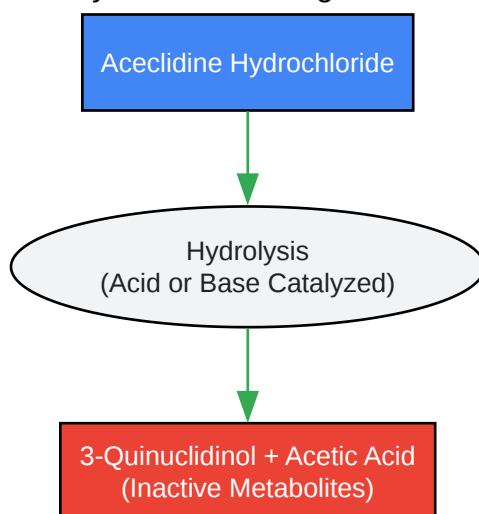 Aceclidine Hydrochloride
Hydrolysis
(Acid or Base Catalyzed)
3-Quinuclidinol + Acetic Acid
(Inactive Metabolites)